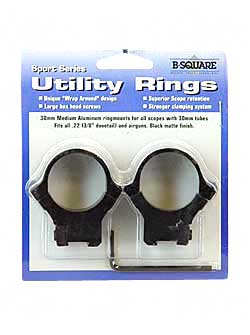 Sport Series
B-SQUARE
Utility Rings
• Unique "Wrap Around" design
• Large hex head screws
• Superior Scope retention
• Stronger clamping system
30mm Medium Aluminum ringmounts for all scopes with 30mm tubes
Fits all .22 (3/8" dovetail) and airguns. Black matte finish.